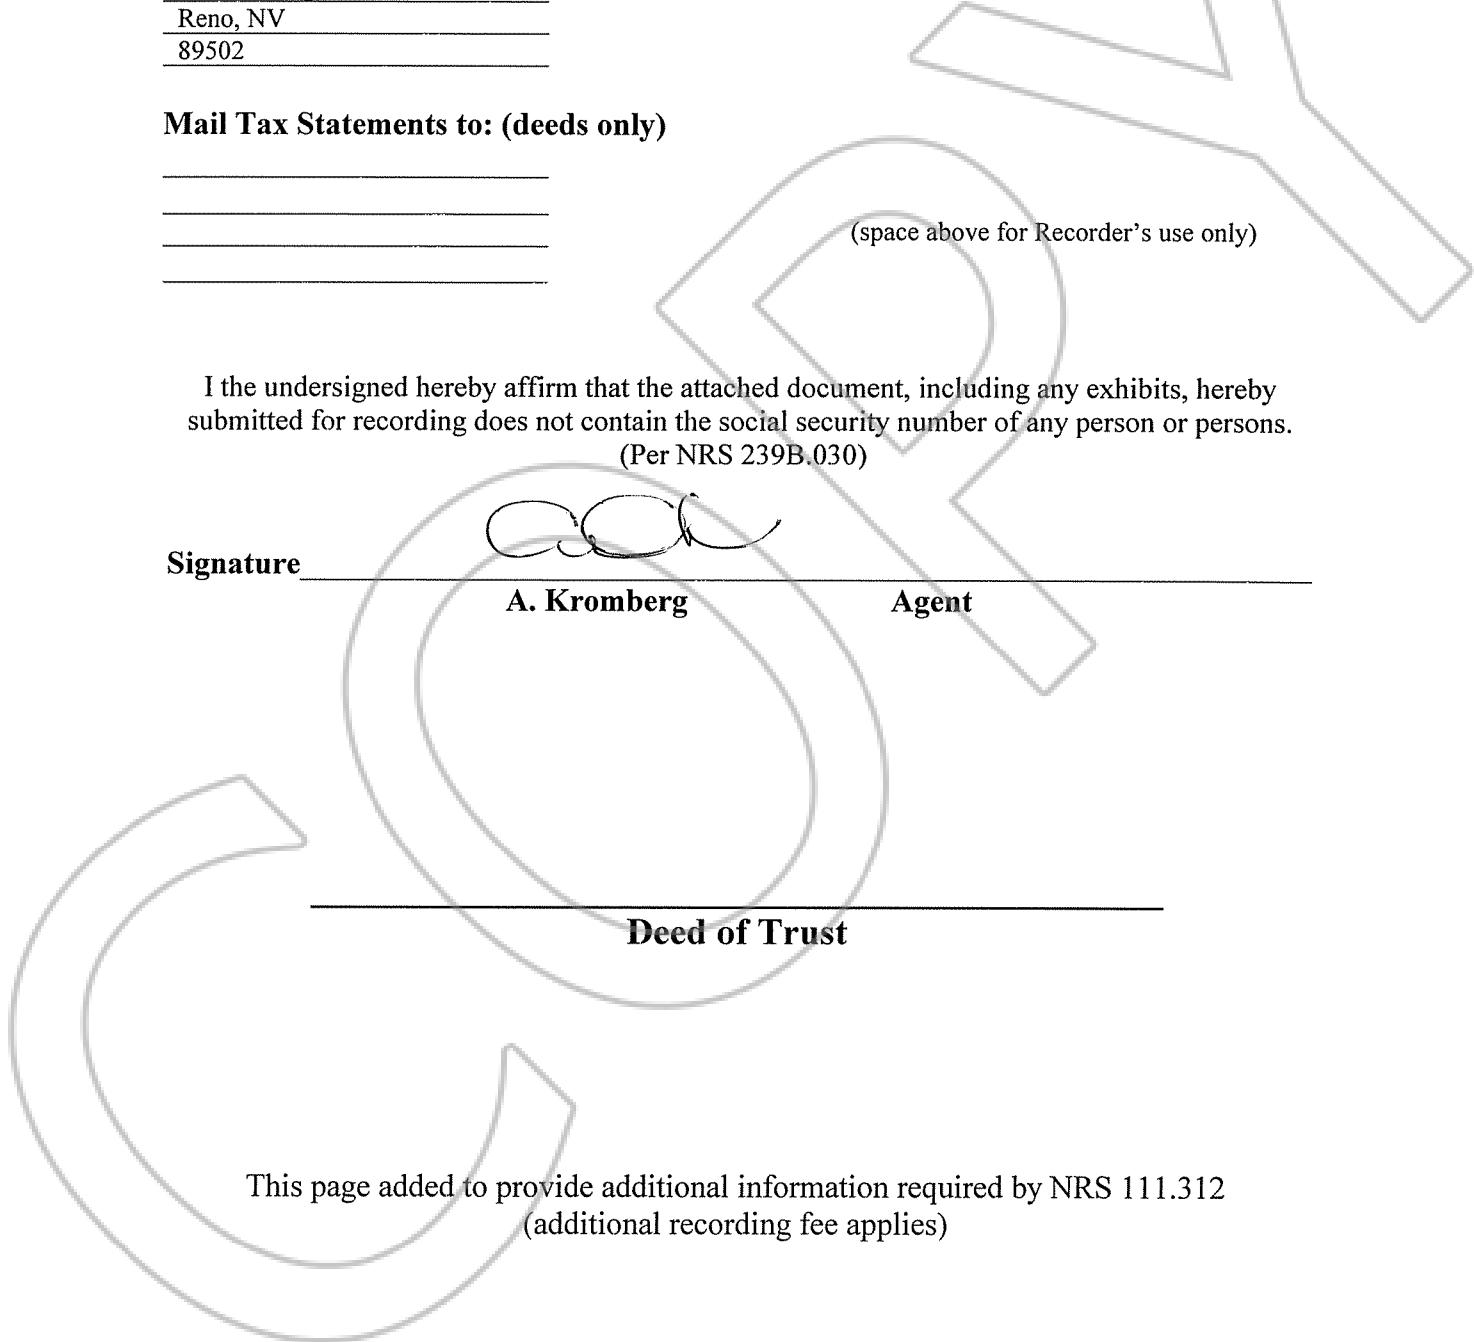 Reno, NV
89502
Mail Tax Statements to: (deeds only)
(space above for Recorder's use only)
I the undersigned hereby affirm that the attached document, including any exhibits, hereby
submitted for recording does not contain the social security number of any person or persons.
(Per NRS 239B.030)
Signature
A. Kromberg Agent
Deed of Trust
This page added to provide additional information required by NRS 111.312
(additional recording fee applies)
COPY